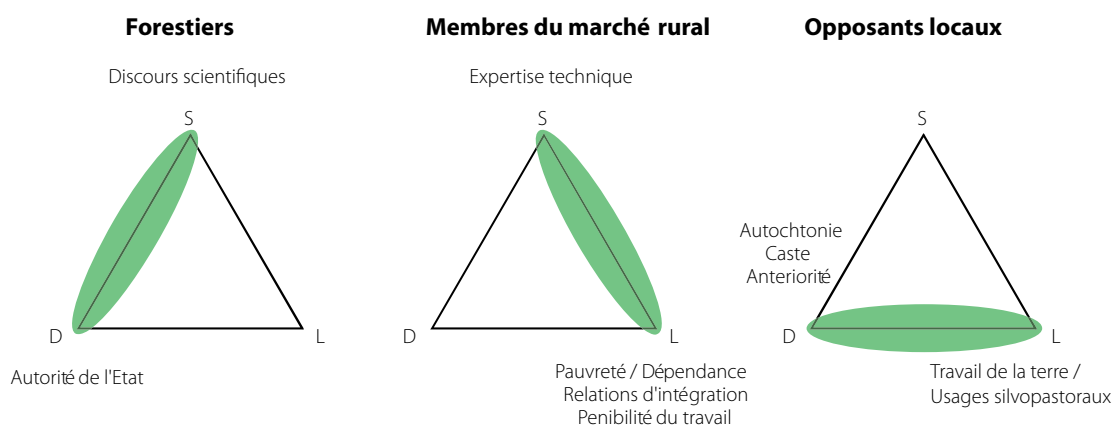 Forestiers
Discours scientifiques
S
D
L
Autorité de l'Etat
Membres du marché rural
Expertise technique
S
D
L
Pauvreté / Dépendance
Relations d'intégration
Penibilité du travail
Opposants locaux
S
Autochtonie
Caste
Anteriorité
D
L
Travail de la terre /
Usages silvopastoraux